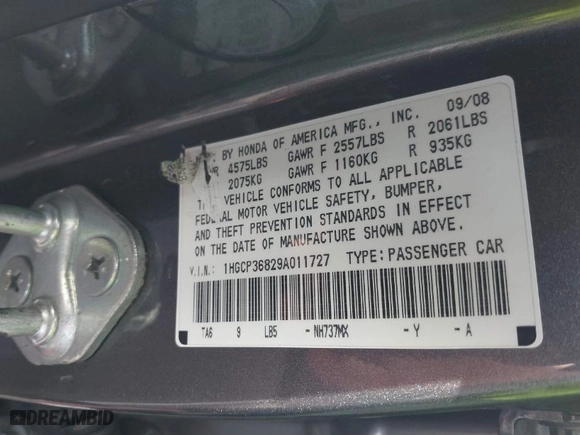 BY HONDA OF AMERICA MFG., INC. 09/08
4575LBS GAWR F 2557LBS R 2061LBS
2075KG GAWR F 1160KG R 935KG
VEHICLE CONFORMS TO ALL APPLICABLE
FEDERAL MOTOR VEHICLE SAFETY, BUMPER,
AND THEFT PREVENTION STANDARDS IN EFFECT
ON THE DATE OF MANUFACTURE SHOWN ABOVE.
V.I.N.: 1HGCP36829A011727 TYPE: PASSENGER CAR
TA6 9 LB5 -NH737MX -Y -A
DREAMBID